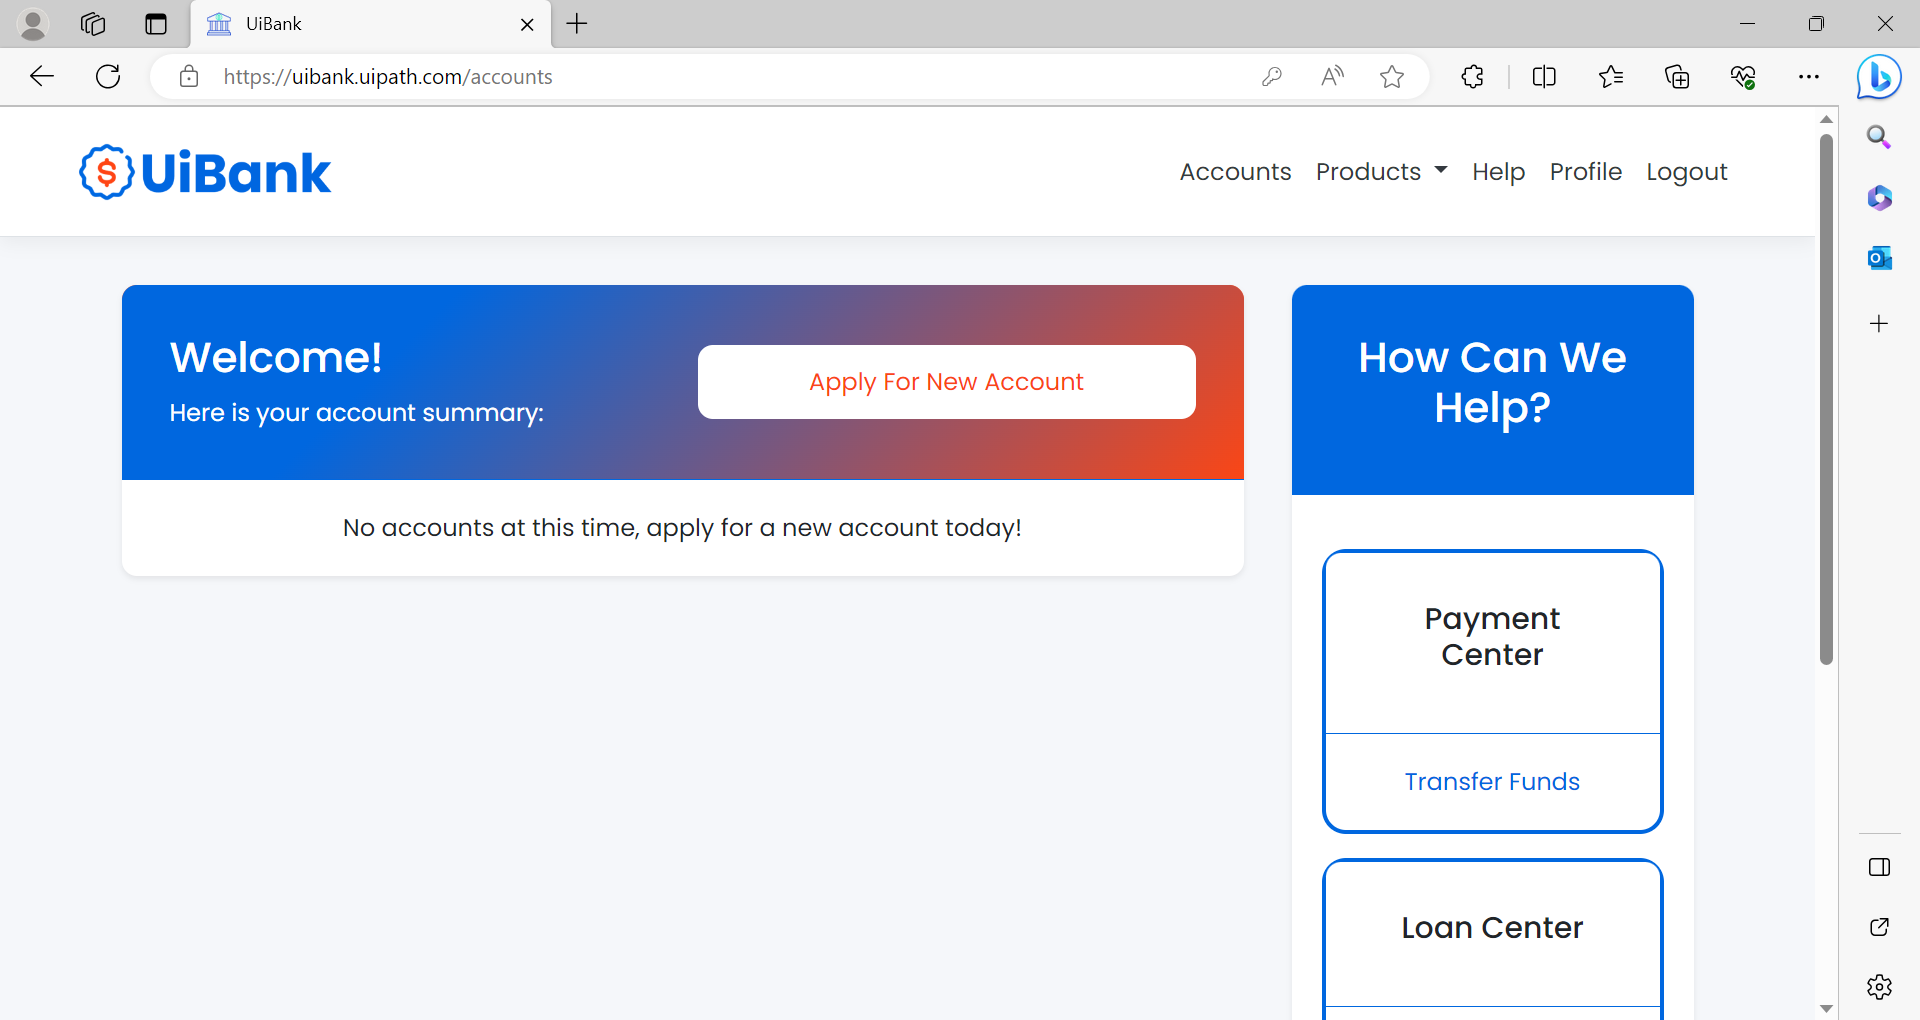 UiBank
https://uibank.uipath.com/accounts
UiBank
Accounts Products Help Profile Logout
Welcome!
Here is your account summary:
Apply For New Account
No accounts at this time, apply for a new account today!
How Can We
Help?
Payment
Center
Transfer Funds
Loan Center